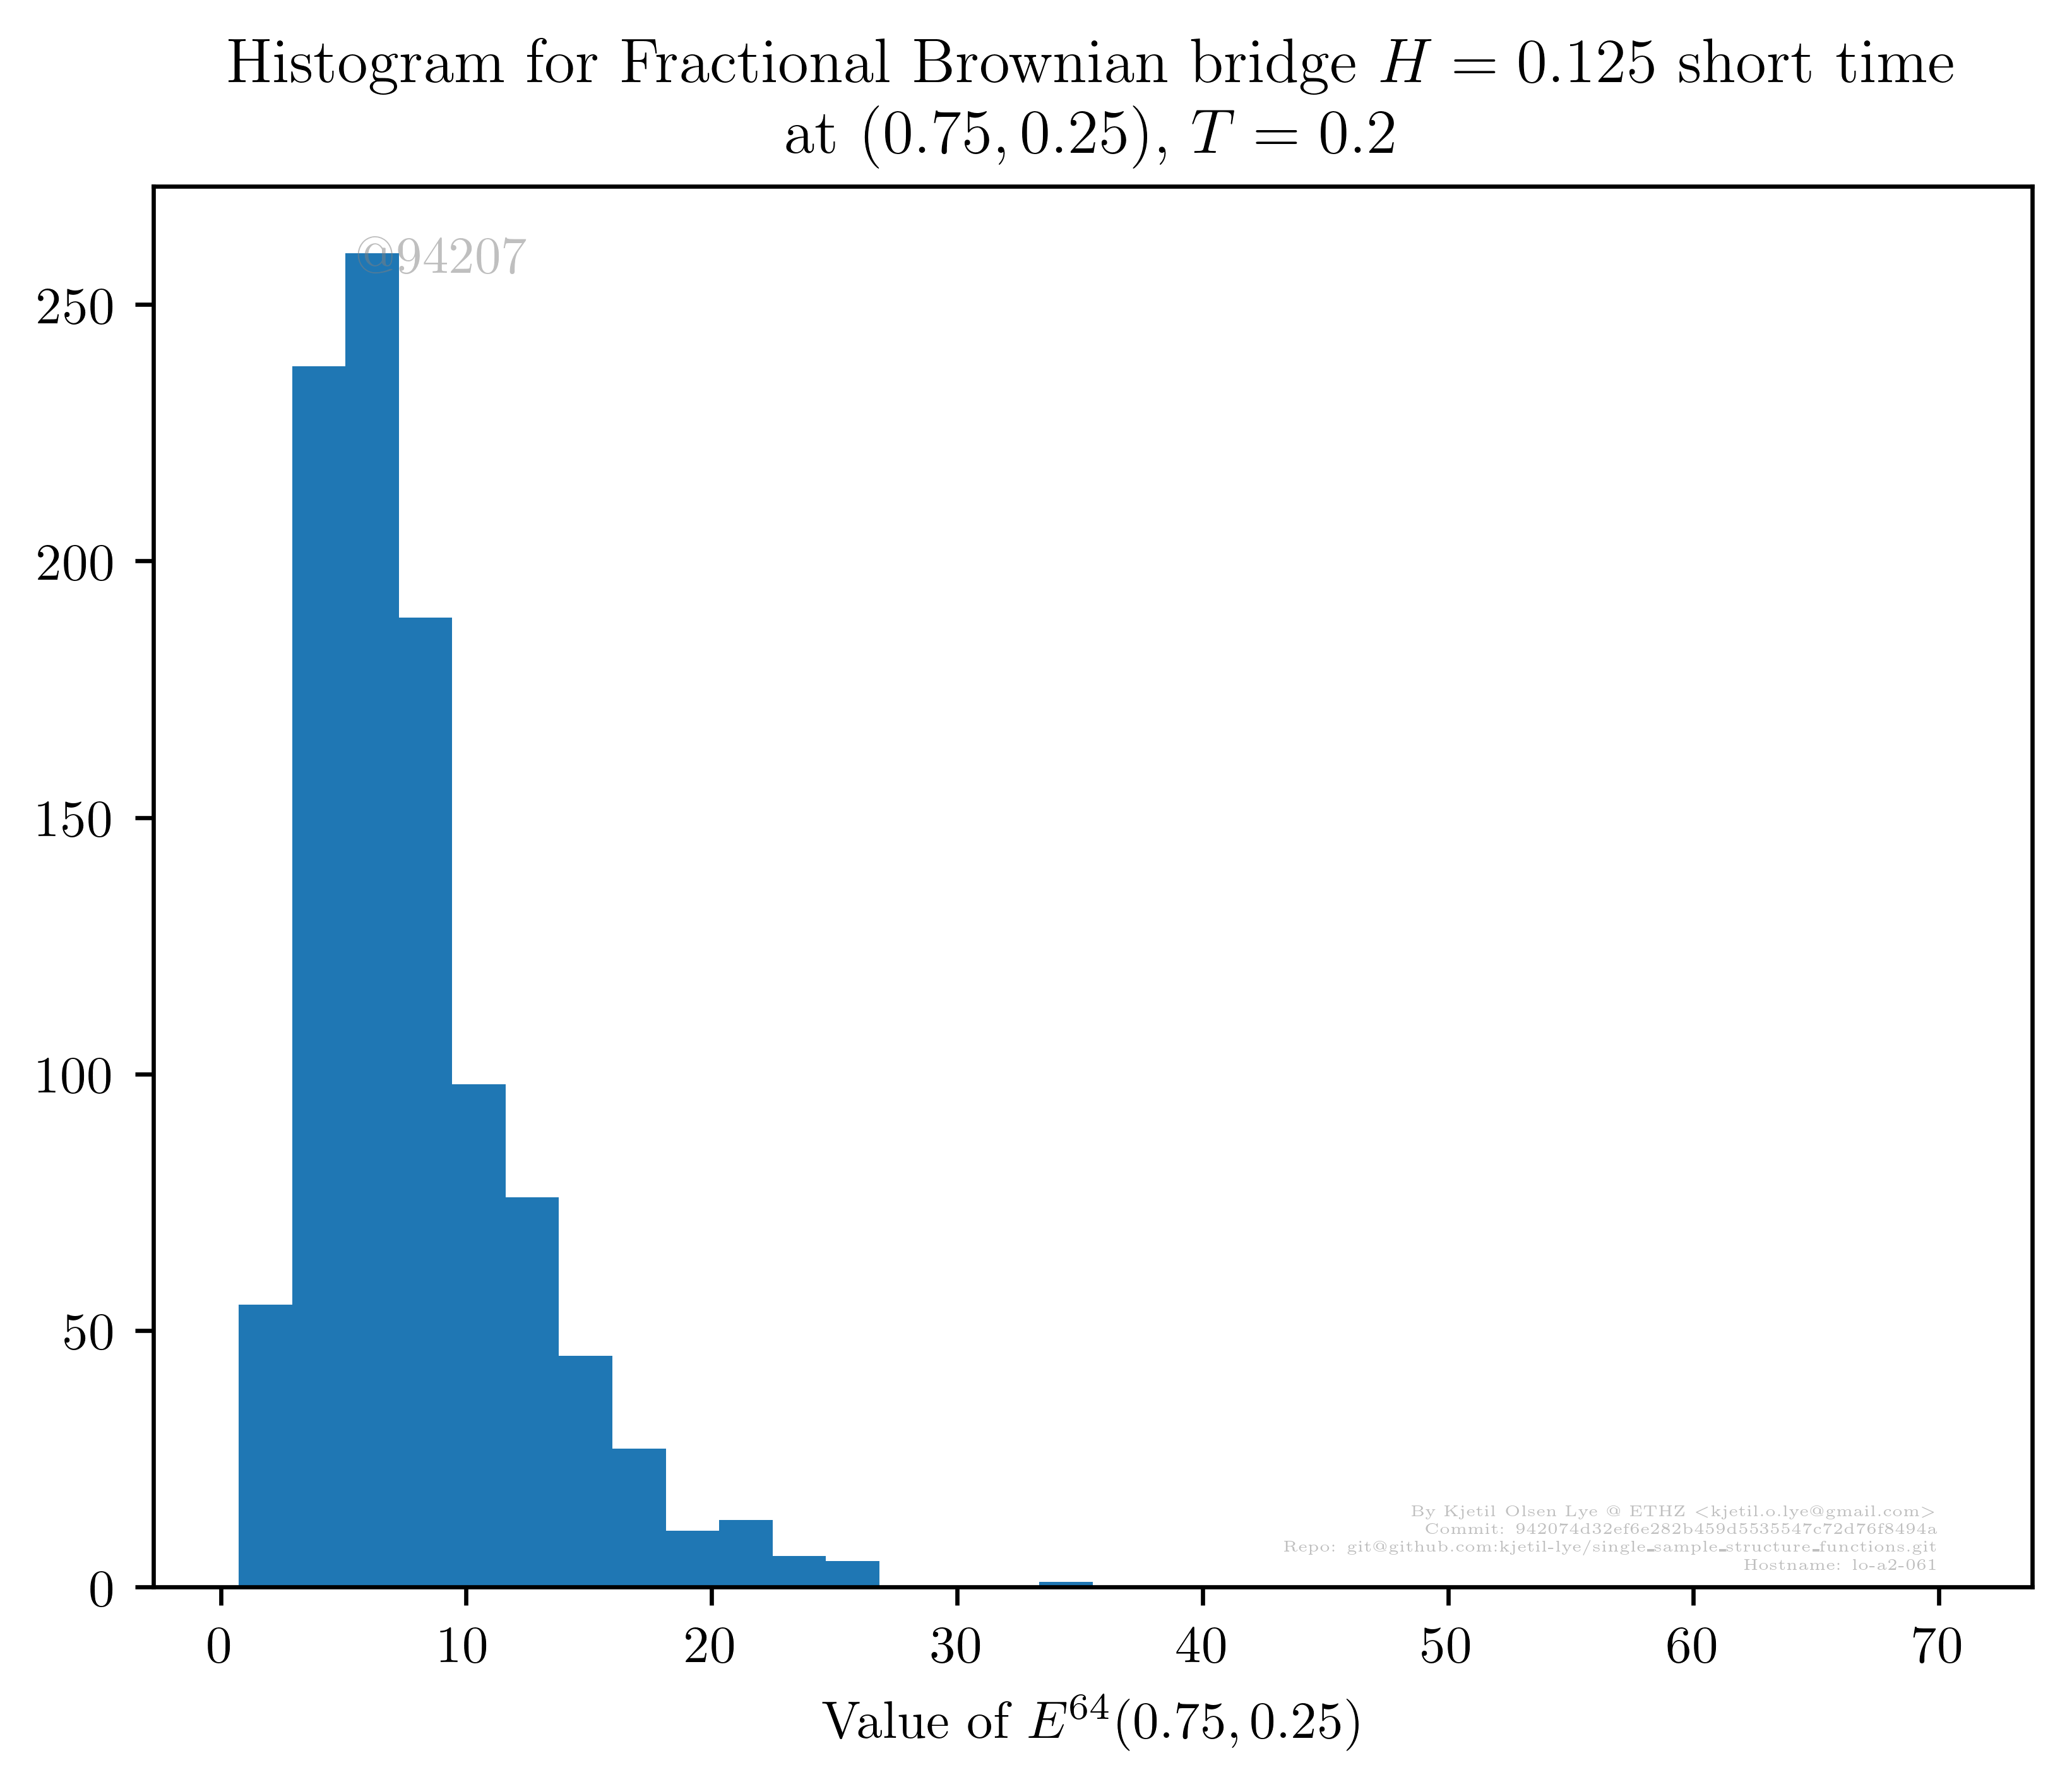 Histogram for Fractional Brownian bridge H = 0.125 short time
at (0.75, 0.25), T = 0.2
@94207
250
200
150
100
50
0
By Kjetil Olsen Lye @ ETHZ <kjetil.o.lye@gmail.com>
Commit: 942074d32ef6e282b459d5535547c72d76f8494a
Repo: git@github.com:kjetil-lye/single_sample_structure_functions.git
Hostname: lo-a2-061
0 10 20 30 40 50 60 70
Value of E^64(0.75, 0.25)